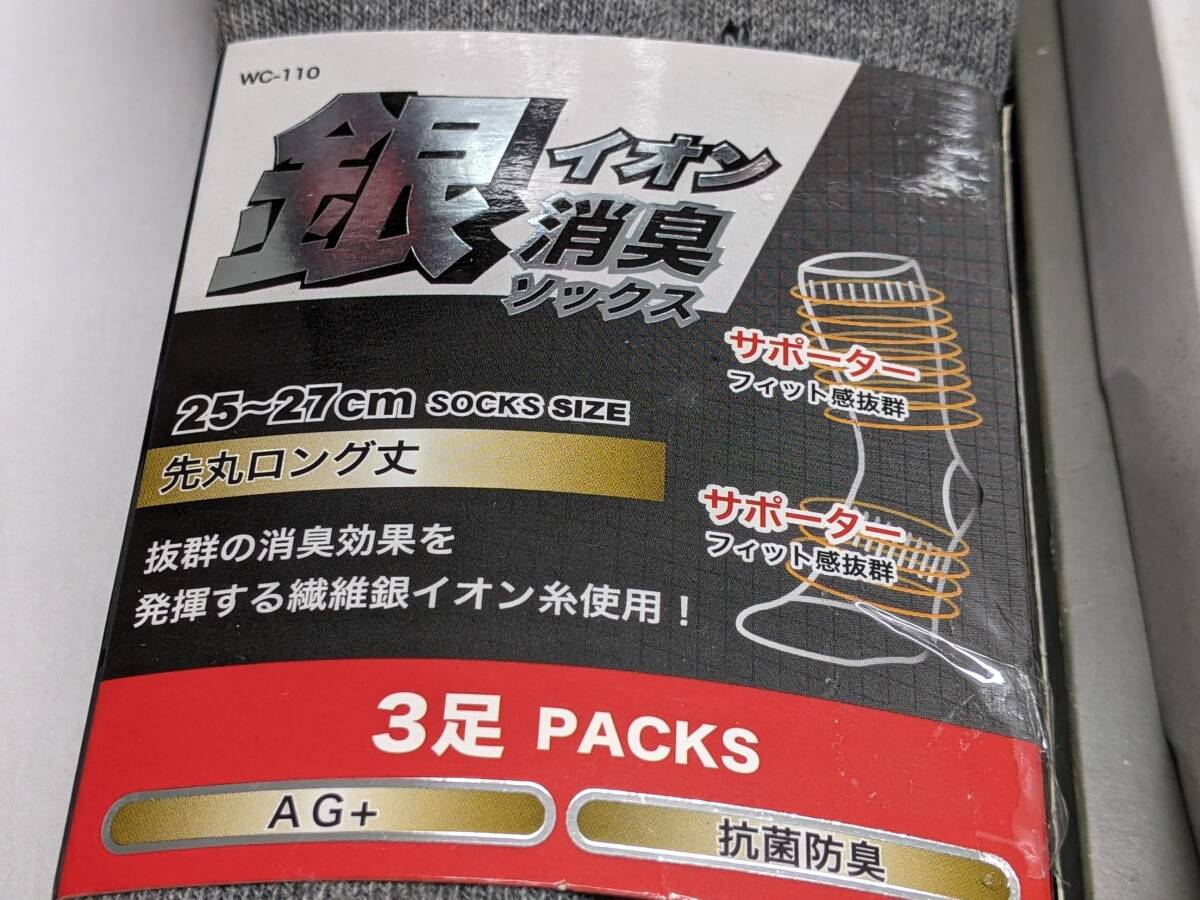 WC-110
銀イオン
消臭
ソックス
サポーター
フィット感抜群
25~27cm SOCKS SIZE
先丸ロング丈
サポーター
フィット感抜群
抜群の消臭効果を
発揮する繊維銀イオン糸使用!
3足 PACKS
AG+
抗菌防臭